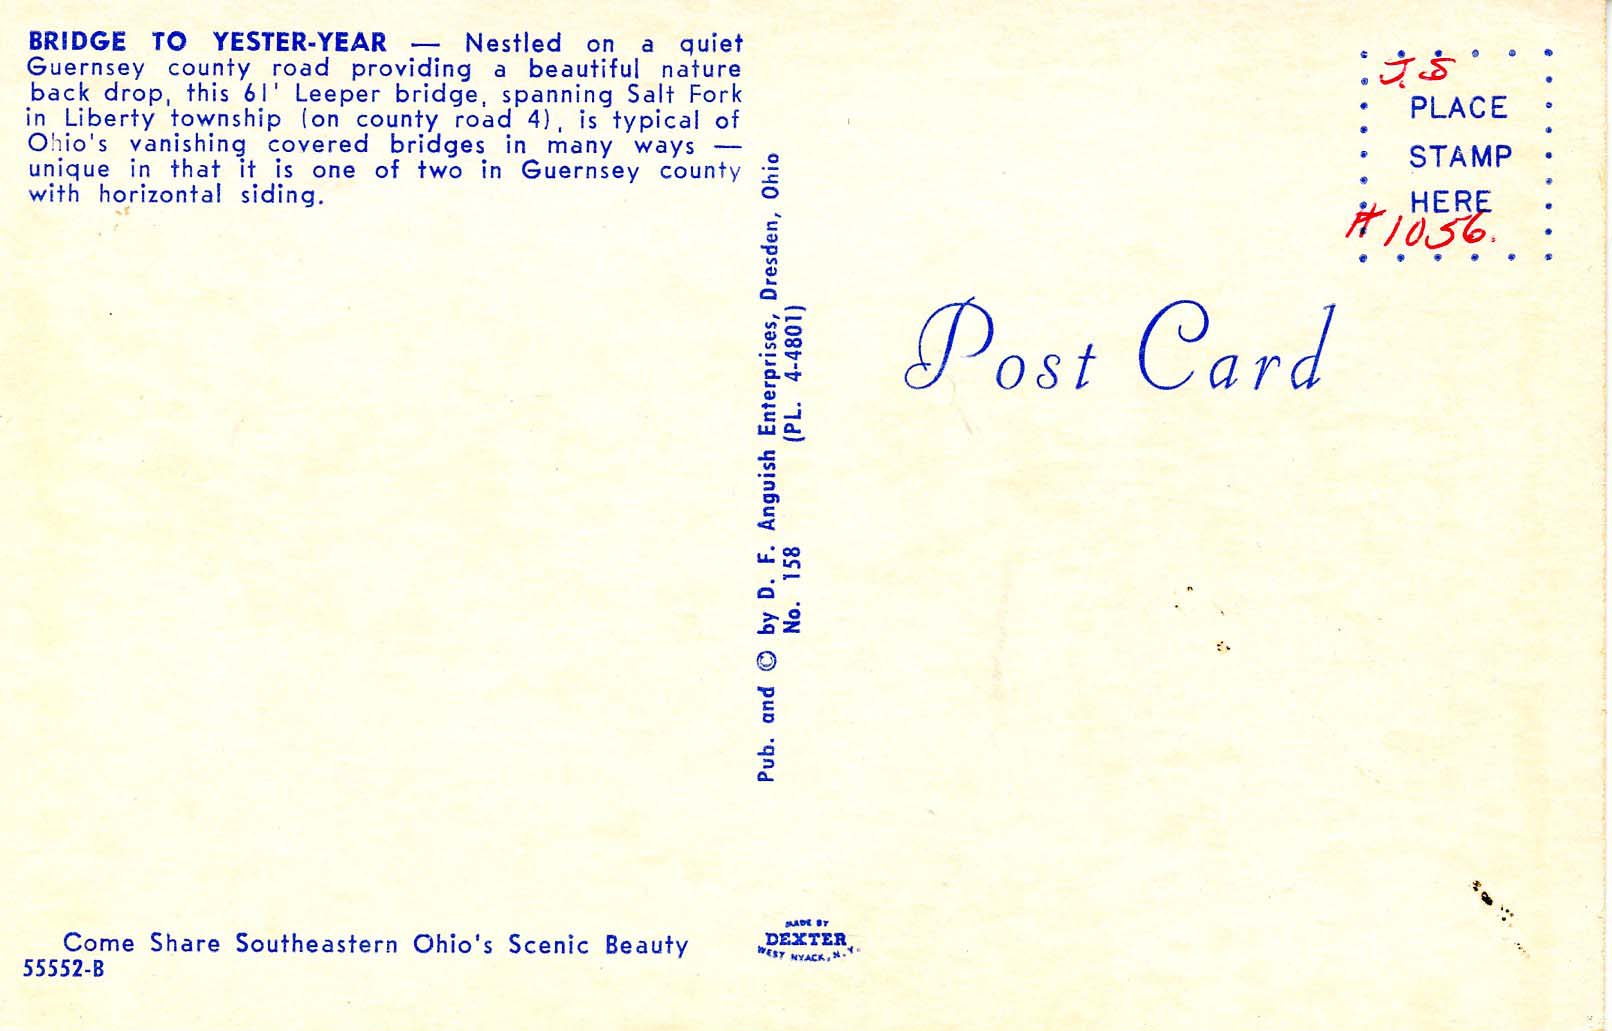 BRIDGE TO YESTER-YEAR — Nestled on a quiet
Guernsey county road providing a beautiful nature
back drop, this 61' Leeper bridge, spanning Salt Fork
in Liberty township (on county road 4), is typical of
Ohio's vanishing covered bridges in many ways —
unique in that it is one of two in Guernsey county
with horizontal siding.
Pub. and © by D. F. Anguish Enterprises, Dresden, Ohio
No. 158 (PL. 4-4801)
J.S
PLACE
STAMP
HERE
#1056.
Post Card
Come Share Southeastern Ohio's Scenic Beauty
55552-B
MADE BY
DEXTER
WEST NYACK, N.Y.